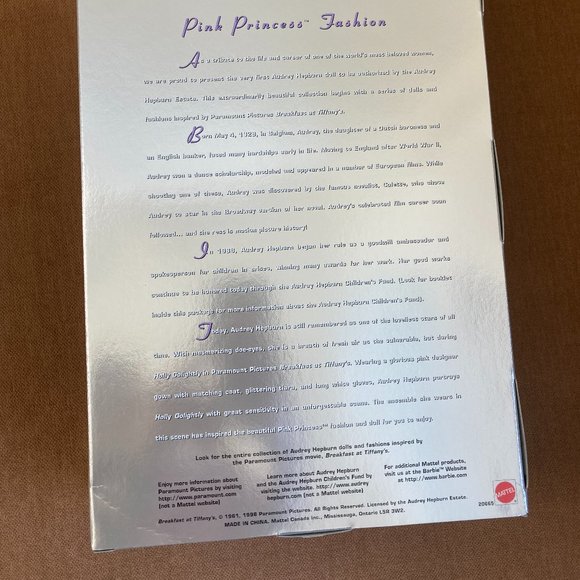 Pink Princess™ Fashion
As a tribute to the life and career of one of the world's most beloved women,
we are proud to present the very first Audrey Hepburn doll to be authorized by the Audrey
Hepburn Estate. This extraordinarily beautiful collection begins with a series of dolls and
fashions inspired by Paramount Pictures Breakfast at Tiffany's.
Born May 4, 1929, in Belgium, Audrey, the daughter of a Dutch baroness and
an English banker, faced many hardships early in life. Moving to England after World War II,
Audrey won a dance scholarship, modeled and appeared in a number of European films. While
shooting one of these, Audrey was discovered by the famous novelist, Colette, who chose
Audrey to star in the Broadway version of her novel. Audrey's celebrated film career soon
followed... and the rest is motion picture history!
In 1988, Audrey Hepburn began her role as a goodwill ambassador and
spokesperson for children in crises, winning many awards for her work. Her good works
continue to be honored today through the Audrey Hepburn Children's Fund. (Look for booklet
inside this package for more information about the Audrey Hepburn Children's Fund).
Today, Audrey Hepburn is still remembered as one of the loveliest stars of all
time. With mesmerizing doe-eyes, she is a breath of fresh air as the vulnerable, but daring
Holly Golightly in Paramount Pictures Breakfast at Tiffany's. Wearing a glorious pink designer
gown with matching coat, glittering tiara, and long white gloves, Audrey Hepburn portrays
Holly Golightly with great sensitivity in an unforgettable scene. The ensemble she wears in
this scene has inspired the beautiful Pink Princess™ fashion and doll for you to enjoy.
Look for the entire collection of Audrey Hepburn dolls and fashions inspired by
the Paramount Pictures movie, Breakfast at Tiffany's.
Enjoy more information about
Paramount Pictures by visiting
http://www.paramount.com
(not a Mattel website)
Learn more about Audrey Hepburn
and the Audrey Hepburn Children's Fund by
visiting the website. http://www.audrey
hepburn.com (not a Mattel website)
For additional Mattel products,
visit us at the Barbie™ Website
at http://www.barbie.com
Breakfast at Tiffany's, © 1961, 1998 Paramount Pictures. All Rights Reserved. Licensed by the Audrey Hepburn Estate.
MADE IN CHINA. Mattel Canada Inc., Mississauga, Ontario L5R 3W2.
20665
MATTEL